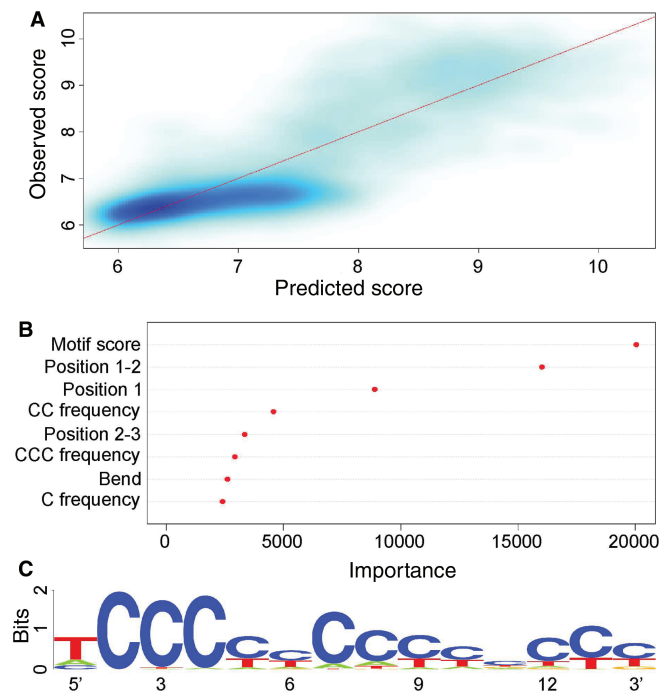 A
Observed score
10
9
8
7
6
6 7 8 9 10
Predicted score
B
Motif score
Position 1-2
Position 1
CC frequency
Position 2-3
CCC frequency
Bend
C frequency
0 5000 10000 15000 20000
Importance
C
Bits
2
1
0
TCCCCCCCCCCCC
5' 3 6 9 12 3'